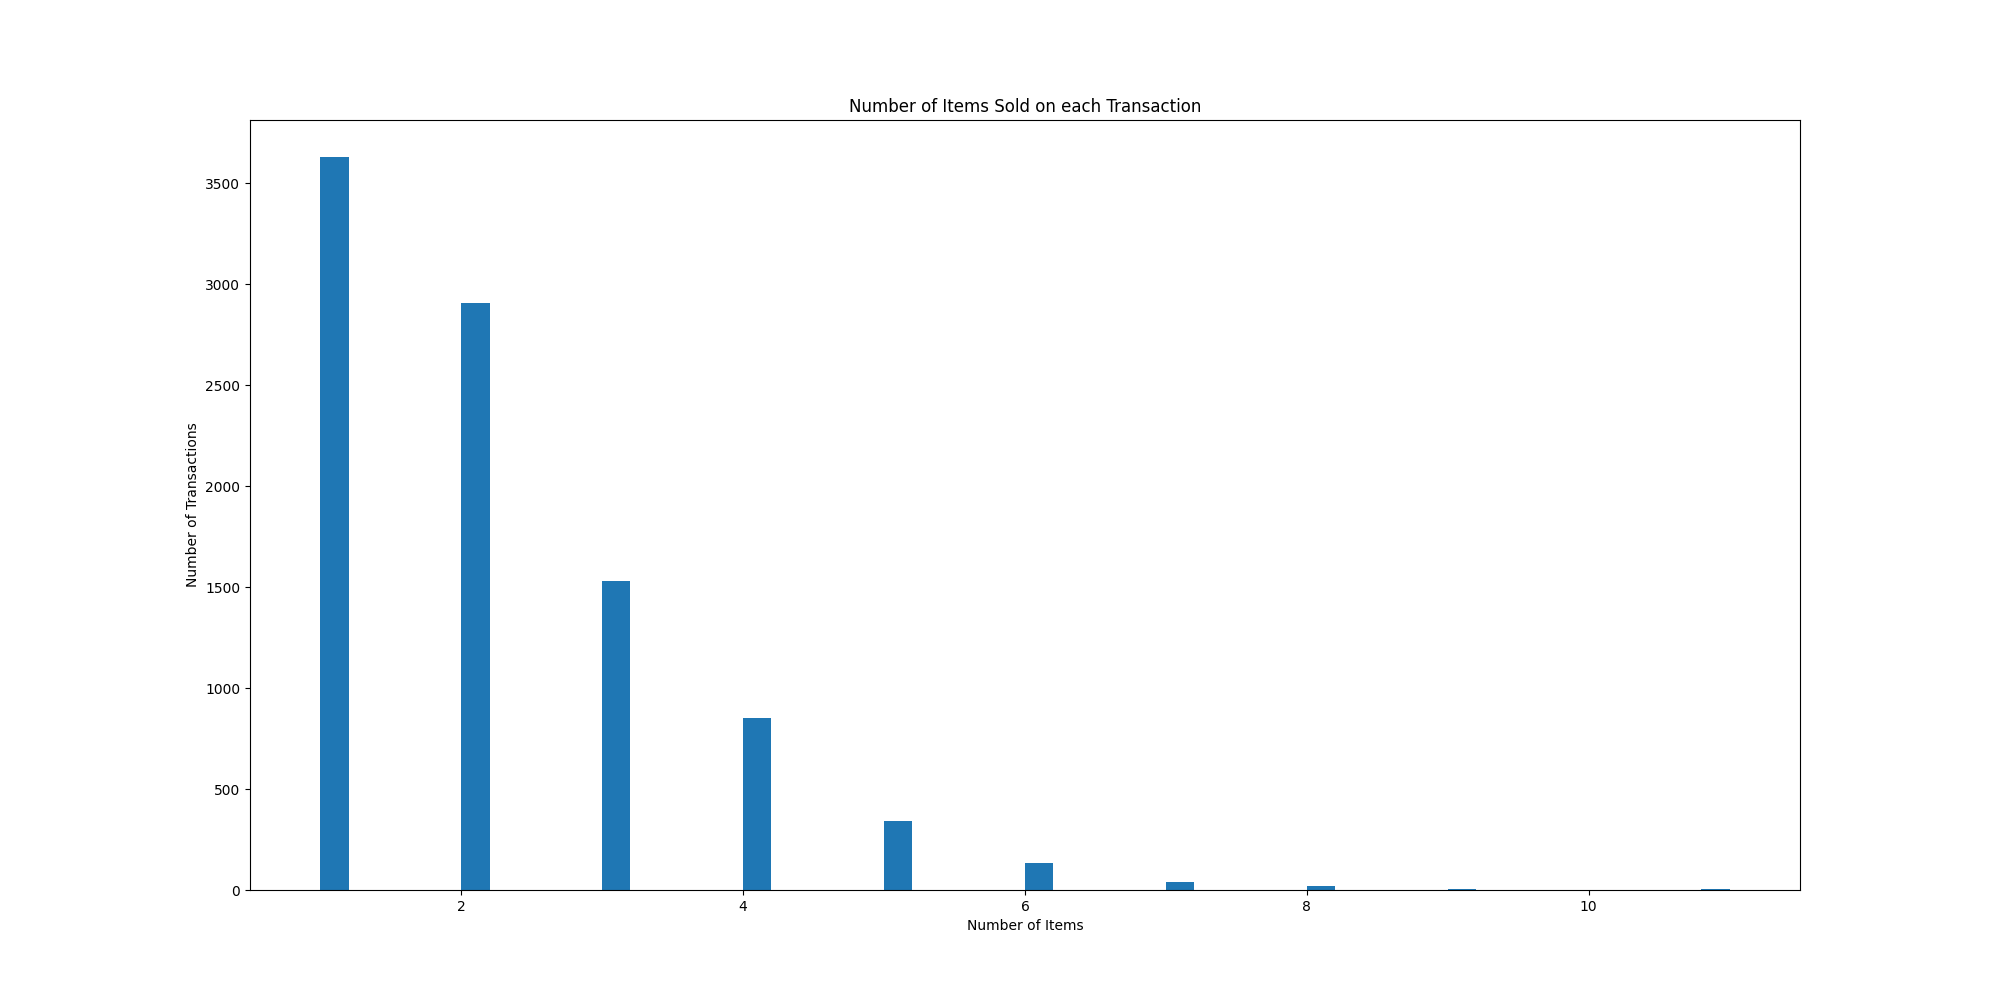 Number of Items Sold on each Transaction
3500
3000
2500
2000
1500
1000
500
0
Number of Transactions
2 4 6 8 10
Number of Items